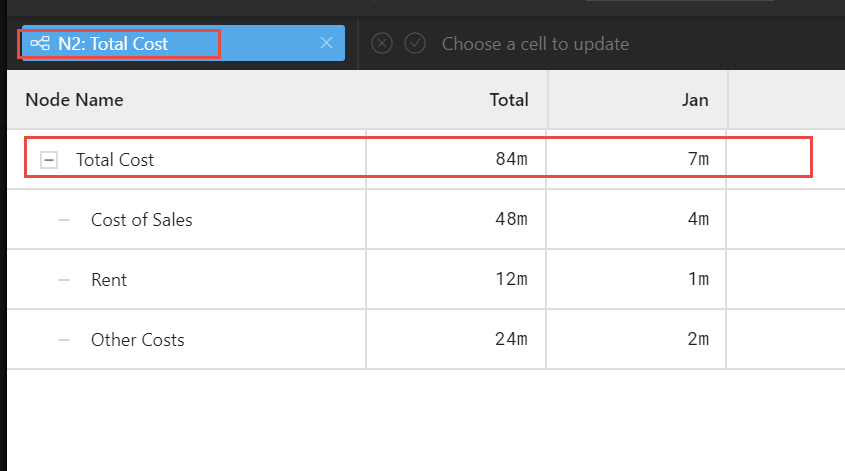 N2: Total Cost Choose a cell to update
Node Name Total Jan
Total Cost 84m 7m
Cost of Sales 48m 4m
Rent 12m 1m
Other Costs 24m 2m